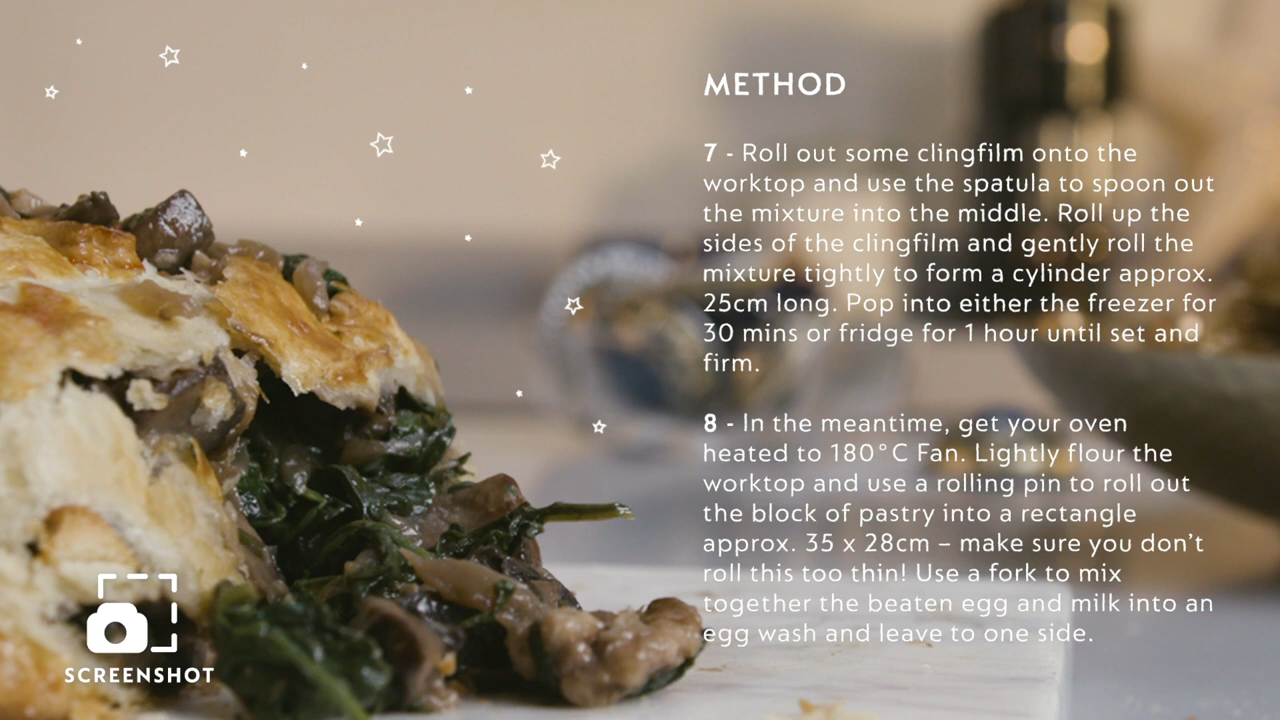 METHOD
7 - Roll out some clingfilm onto the
worktop and use the spatula to spoon out
the mixture into the middle. Roll up the
sides of the clingfilm and gently roll the
mixture tightly to form a cylinder approx.
25cm long. Pop into either the freezer for
30 mins or fridge for 1 hour until set and
firm.
8 - In the meantime, get your oven
heated to 180°C Fan. Lightly flour the
worktop and use a rolling pin to roll out
the block of pastry into a rectangle
approx. 35 x 28cm – make sure you don't
roll this too thin! Use a fork to mix
together the beaten egg and milk into an
egg wash and leave to one side.
SCREENSHOT